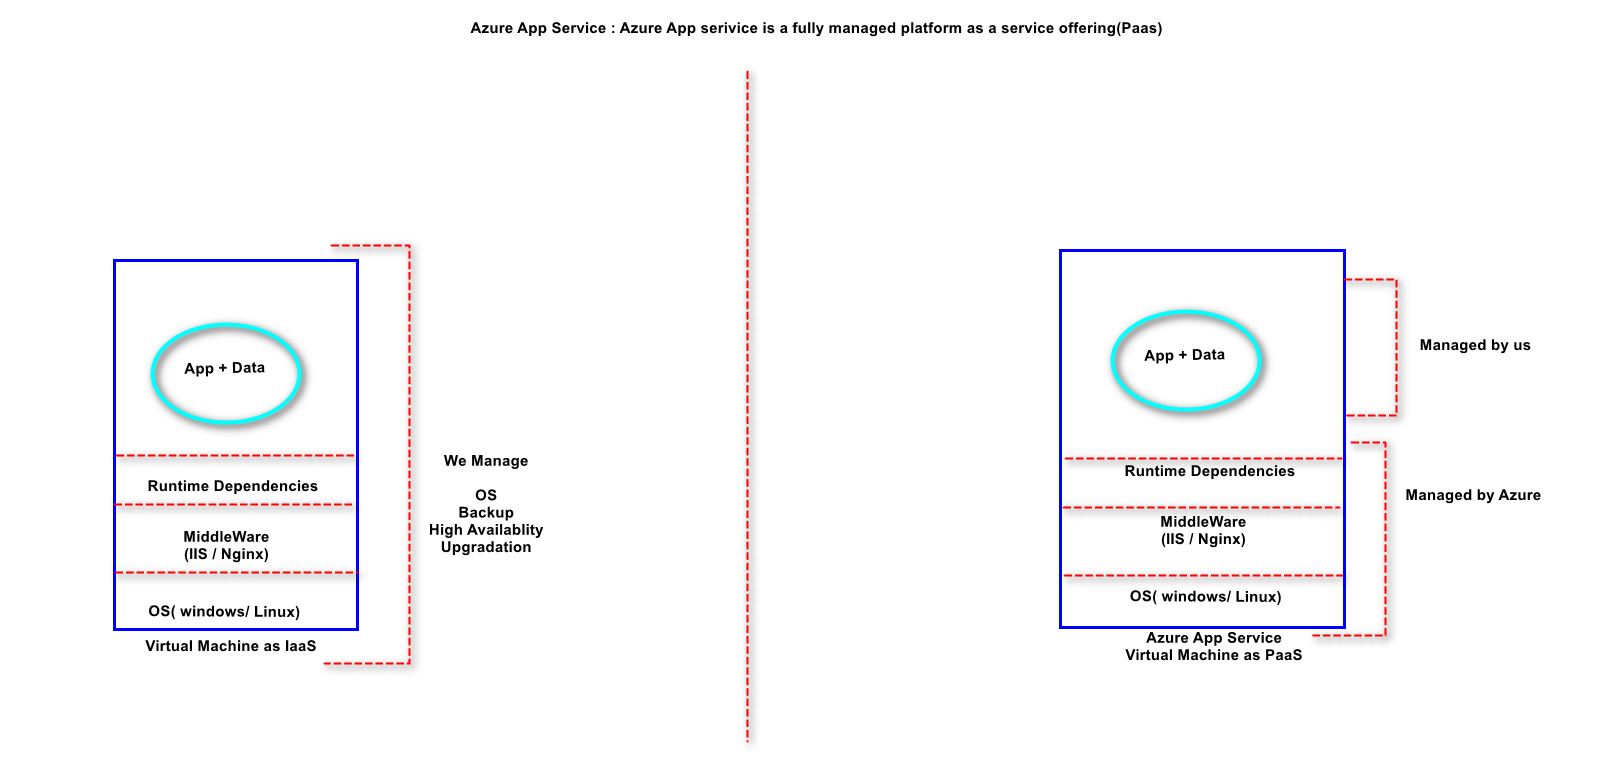 Azure App Service : Azure App serivice is a fully managed platform as a service offering(Paas)
App + Data
Runtime Dependencies
MiddleWare
(IIS / Nginx)
OS( windows/ Linux)
Virtual Machine as IaaS
We Manage
OS
Backup
High Availablity
Upgradation
App + Data
Runtime Dependencies
MiddleWare
(IIS / Nginx)
OS( windows/ Linux)
Azure App Service
Virtual Machine as PaaS
Managed by us
Managed by Azure